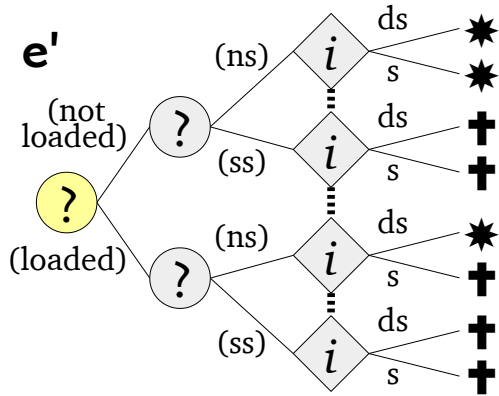 e'
(not
loaded)
?
(loaded)
?
(ns)
(ss)
?
(ns)
(ss)
i
ds
s
i
ds
s
i
ds
s
i
ds
s